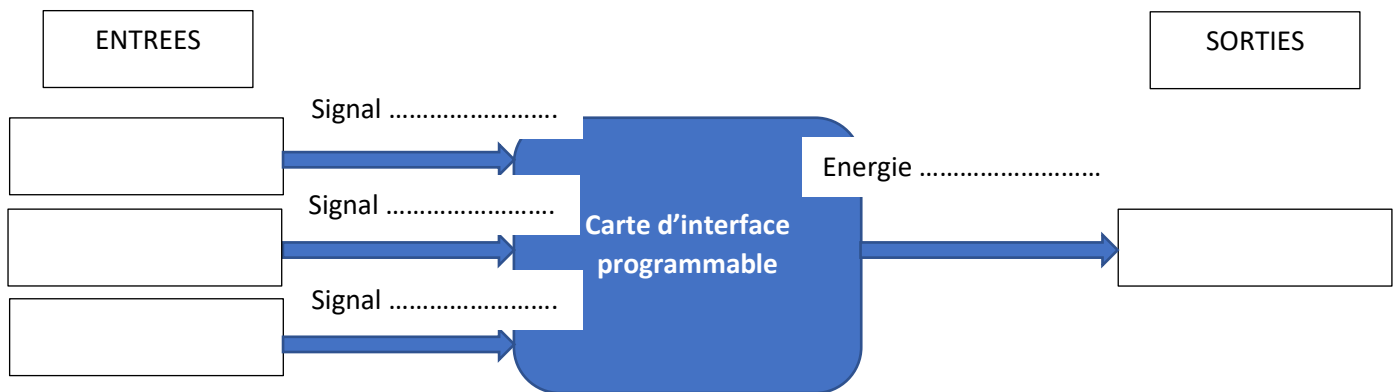 ENTREES
SORTIES
Signal ……………………….
Energie ………………………
Signal ……………………….
Carte d’interface
programmable
Signal ……………………….